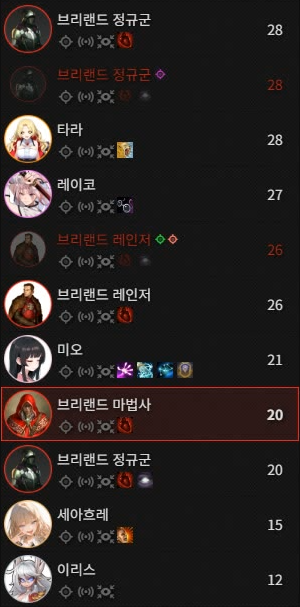 브리랜드 정규군 28
브리랜드 정규군 28
타라 28
레이코 27
브리랜드 레인저 26
브리랜드 레인저 26
미오 21
브리랜드 마법사 20
브리랜드 정규군 20
세아흐레 15
이리스 12